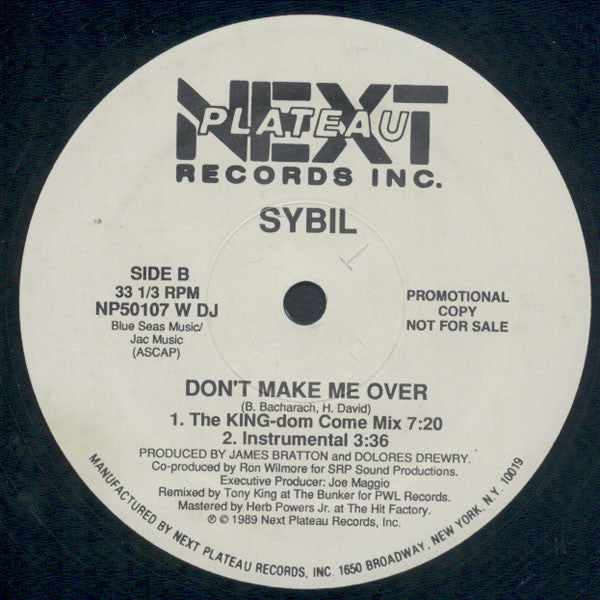 NEXT
PLATEAU
RECORDS INC.
SYBIL
SIDE B
33 1/3 RPM
NP50107 W DJ
Blue Seas Music/
Jac Music
(ASCAP)
PROMOTIONAL
COPY
NOT FOR SALE
DON'T MAKE ME OVER
(B. Bacharach, H. David)
1. The KING-dom Come Mix 7:20
2. Instrumental 3:36
PRODUCED BY JAMES BRATTON and DOLORES DREWRY.
Co-produced by Ron Wilmore for SRP Sound Productions.
Executive Producer: Joe Maggio
Remixed by Tony King at The Bunker for PWL Records.
Mastered by Herb Powers Jr. at The Hit Factory.
℗ © 1989 Next Plateau Records, Inc.
MANUFACTURED BY NEXT PLATEAU RECORDS, INC. 1650 BROADWAY, NEW YORK, N.Y. 10019